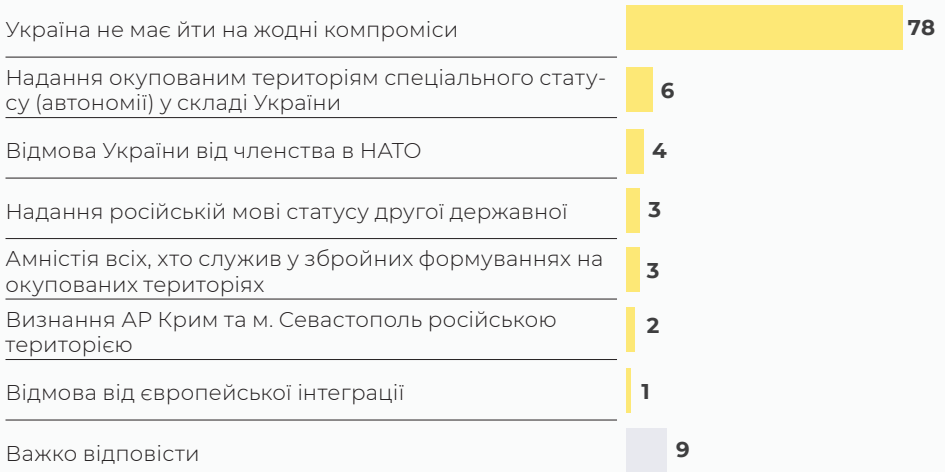 Україна не має йти на жодні компроміси
78
Надання окупованим територіям спеціального стату-
су (автономії) у складі України
6
Відмова України від членства в НАТО
4
Надання російській мові статусу другої державної
3
Амністія всіх, хто служив у збройних формуваннях на
окупованих територіях
3
Визнання АР Крим та м. Севастополь російською
територією
2
Відмова від європейської інтеграції
1
Важко відповісти
9